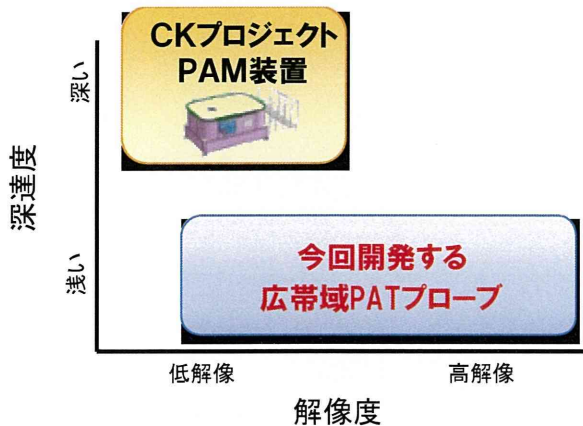 CKプロジェクト
PAM装置
深い
深達度
浅い
今回開発する
広帯域PATプローブ
低解像
高解像
解像度